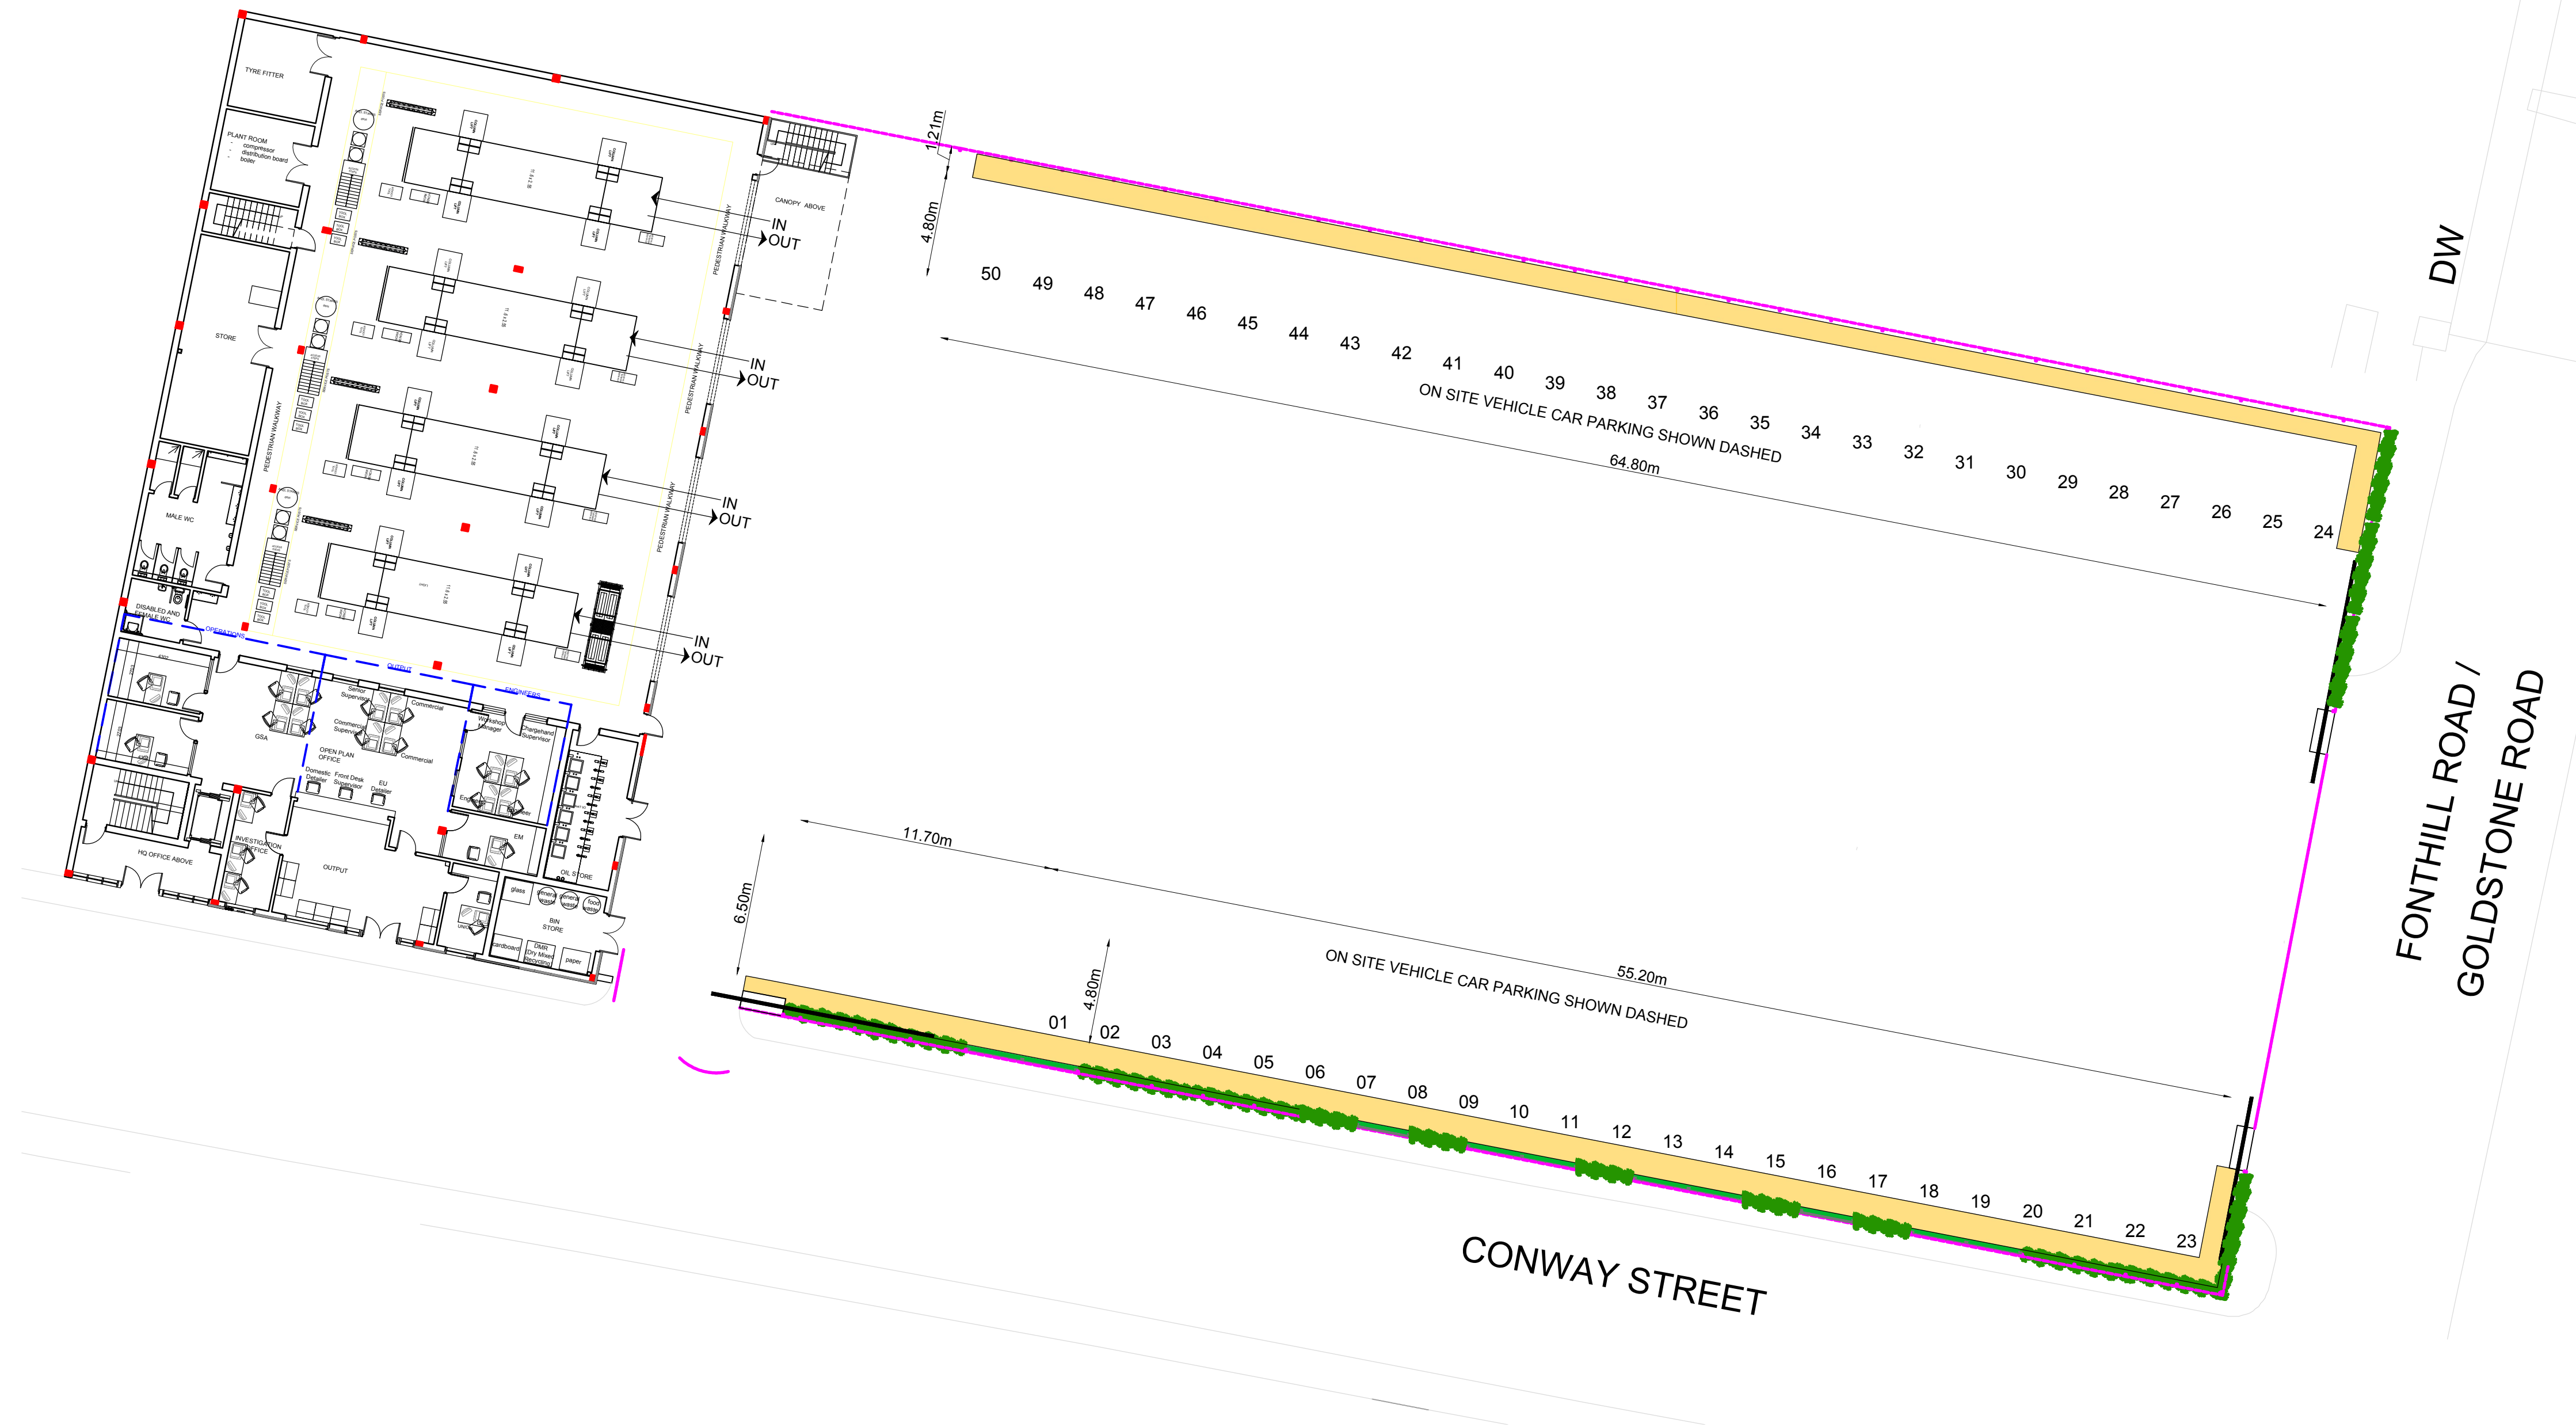 TYRE FITTER
PLANT ROOM
- compressor
- distribution board
- boiler
STORE
MALE WC
DISABLED AND
FEMALE WC
PEDESTRIAN WALKWAY
PEDESTRIAN WALKWAY
PEDESTRIAN WALKWAY
PEDESTRIAN WALKWAY
CANOPY ABOVE
IN
OUT
IN
OUT
IN
OUT
IN
OUT
OPERATIONS
OUTPUT
ENGINEERS
GSA
Senior
Supervisor
Commercial
Commercial
Supervisor
Commercial
OPEN PLAN
OFFICE
Domestic
Detailer
Front Desk
Supervisor
EU
Detailer
Workshop
Manager
Chargehand
Supervisor
Engineer
Engineer
EM
OIL STORE
HQ OFFICE ABOVE
INVESTIGATION
OFFICE
OUTPUT
glass
general
waste
general
waste
food
waste
BIN
STORE
cardboard
DMR
(Dry Mixed
Recycling)
paper
1.21m
4.80m
50 49 48 47 46 45 44 43 42 41 40 39 38 37 36 35 34 33 32 31 30 29 28 27 26 25 24
ON SITE VEHICLE CAR PARKING SHOWN DASHED
64.80m
11.70m
6.50m
4.80m
55.20m
ON SITE VEHICLE CAR PARKING SHOWN DASHED
01 02 03 04 05 06 07 08 09 10 11 12 13 14 15 16 17 18 19 20 21 22 23
CONWAY STREET
DW
FONTHILL ROAD /
GOLDSTONE ROAD